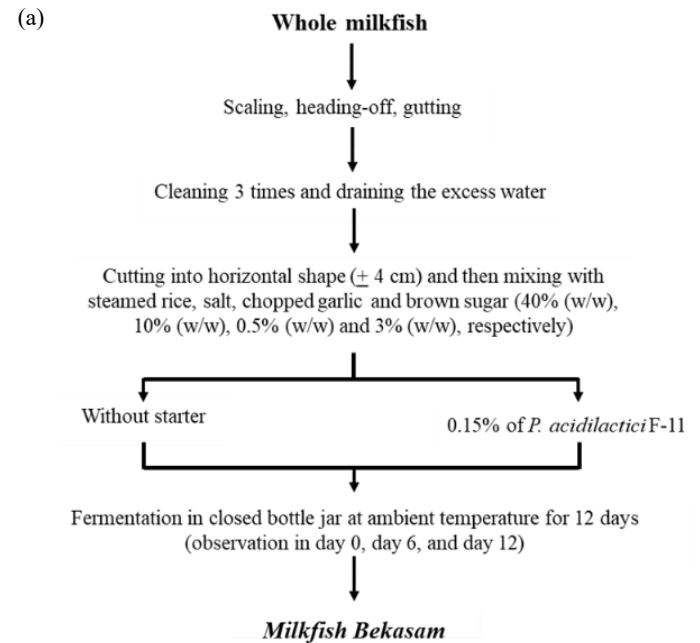 (a)
Whole milkfish
Scaling, heading-off, gutting
Cleaning 3 times and draining the excess water
Cutting into horizontal shape (± 4 cm) and then mixing with
steamed rice, salt, chopped garlic and brown sugar (40% (w/w),
10% (w/w), 0.5% (w/w) and 3% (w/w), respectively)
Without starter
0.15% of P. acidilactici F-11
Fermentation in closed bottle jar at ambient temperature for 12 days
(observation in day 0, day 6, and day 12)
Milkfish Bekasam